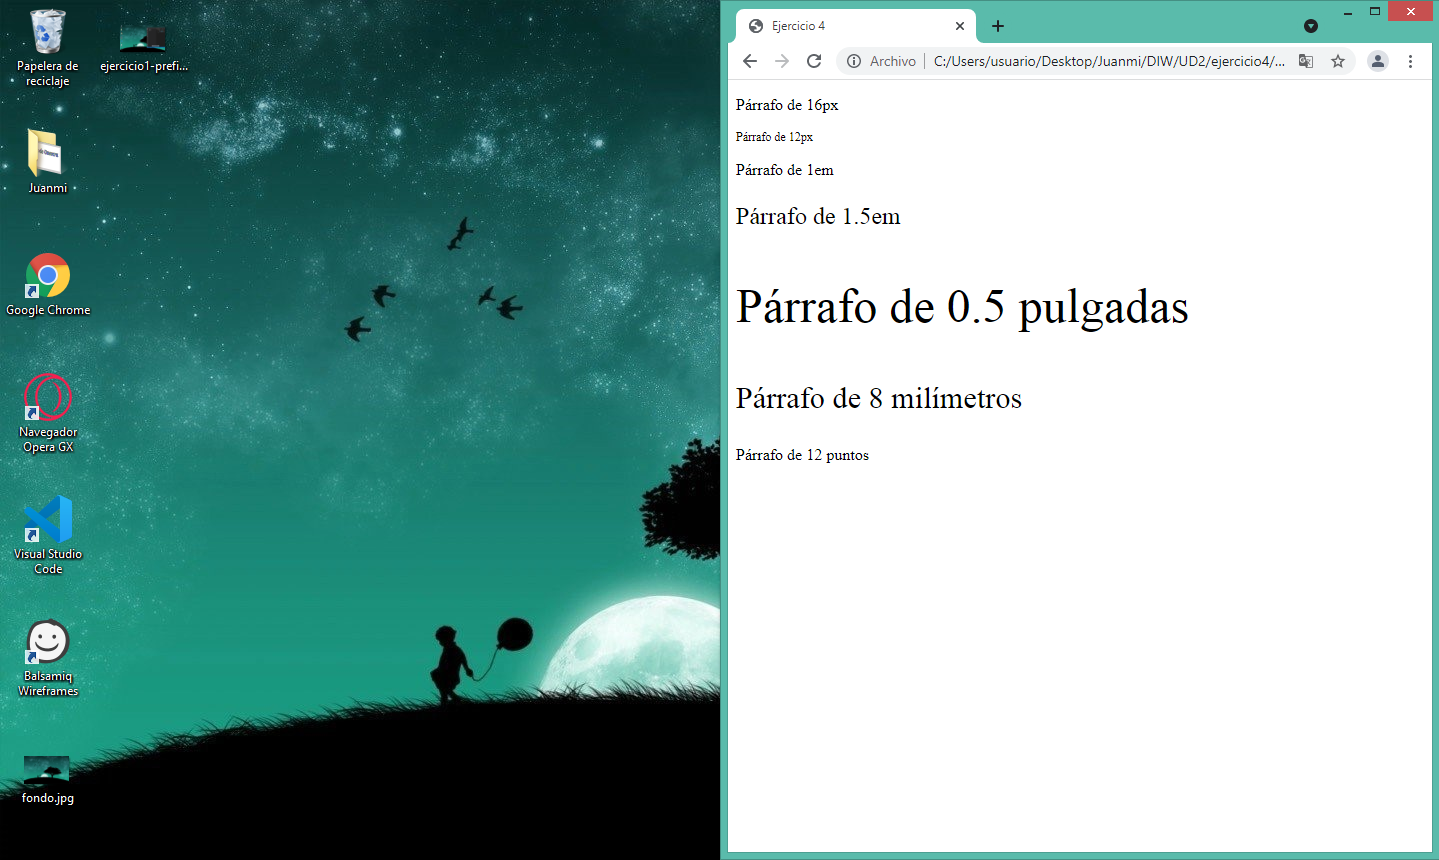 Papelera de
reciclaje
ejercicio1-prefi...
Juanmi
Google Chrome
Navegador
Opera GX
Visual Studio
Code
Balsamiq
Wireframes
fondo.jpg
Ejercicio 4
Archivo
C:/Users/usuario/Desktop/Juanmi/DIW/UD2/ejercicio4/...
Párrafo de 16px
Párrafo de 12px
Párrafo de 1em
Párrafo de 1.5em
Párrafo de 0.5 pulgadas
Párrafo de 8 milímetros
Párrafo de 12 puntos